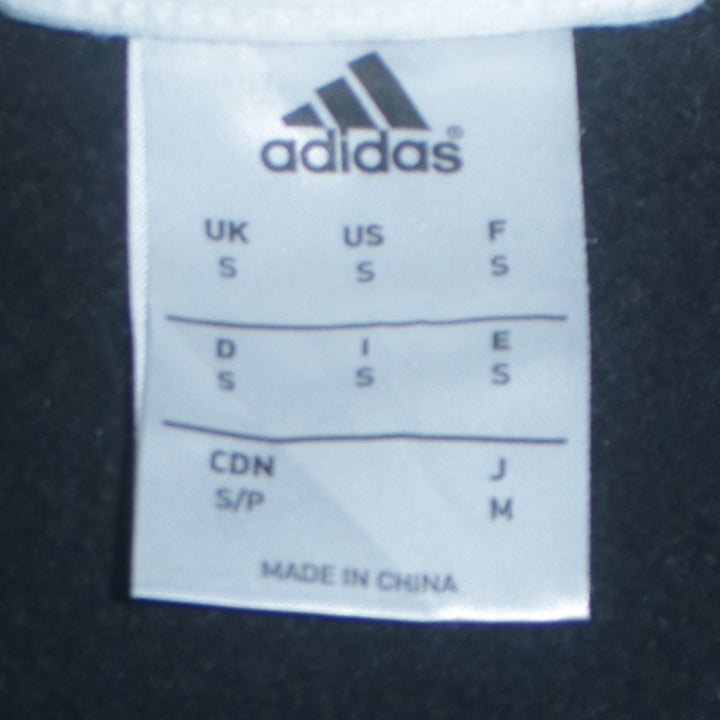 adidas®
UK US F
S S S
D I E
S S S
CDN J
S/P M
MADE IN CHINA